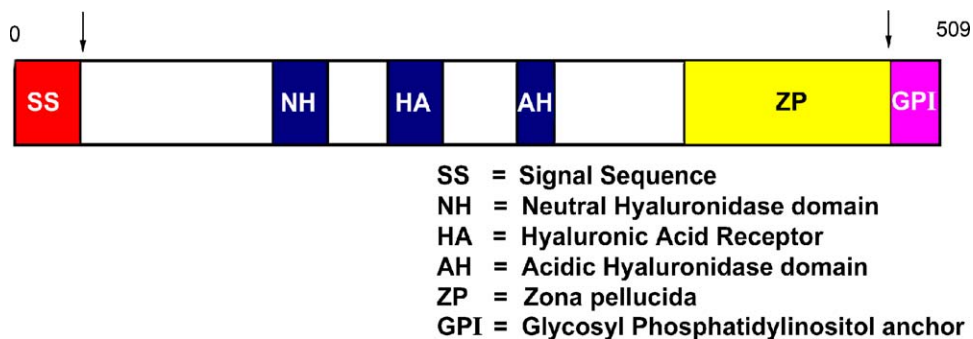 0 509
SS NH HA AH ZP GPI
SS = Signal Sequence
NH = Neutral Hyaluronidase domain
HA = Hyaluronic Acid Receptor
AH = Acidic Hyaluronidase domain
ZP = Zona pellucida
GPI = Glycosyl Phosphatidylinositol anchor